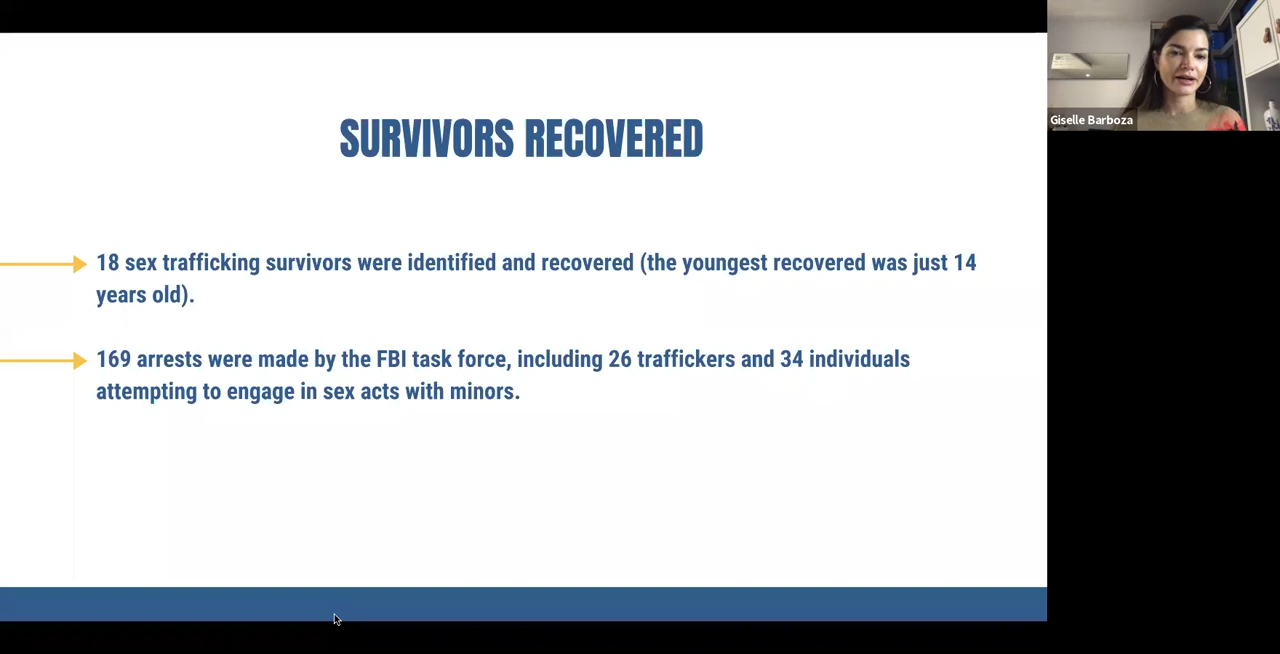 SURVIVORS RECOVERED
18 sex trafficking survivors were identified and recovered (the youngest recovered was just 14
years old).
169 arrests were made by the FBI task force, including 26 traffickers and 34 individuals
attempting to engage in sex acts with minors.
Giselle Barboza